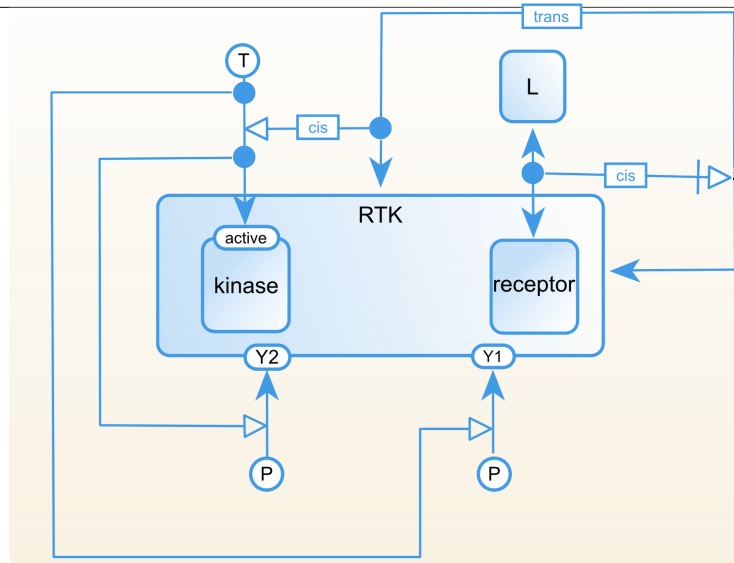 trans
T
L
cis
cis
RTK
active
kinase
receptor
Y2
Y1
P
P